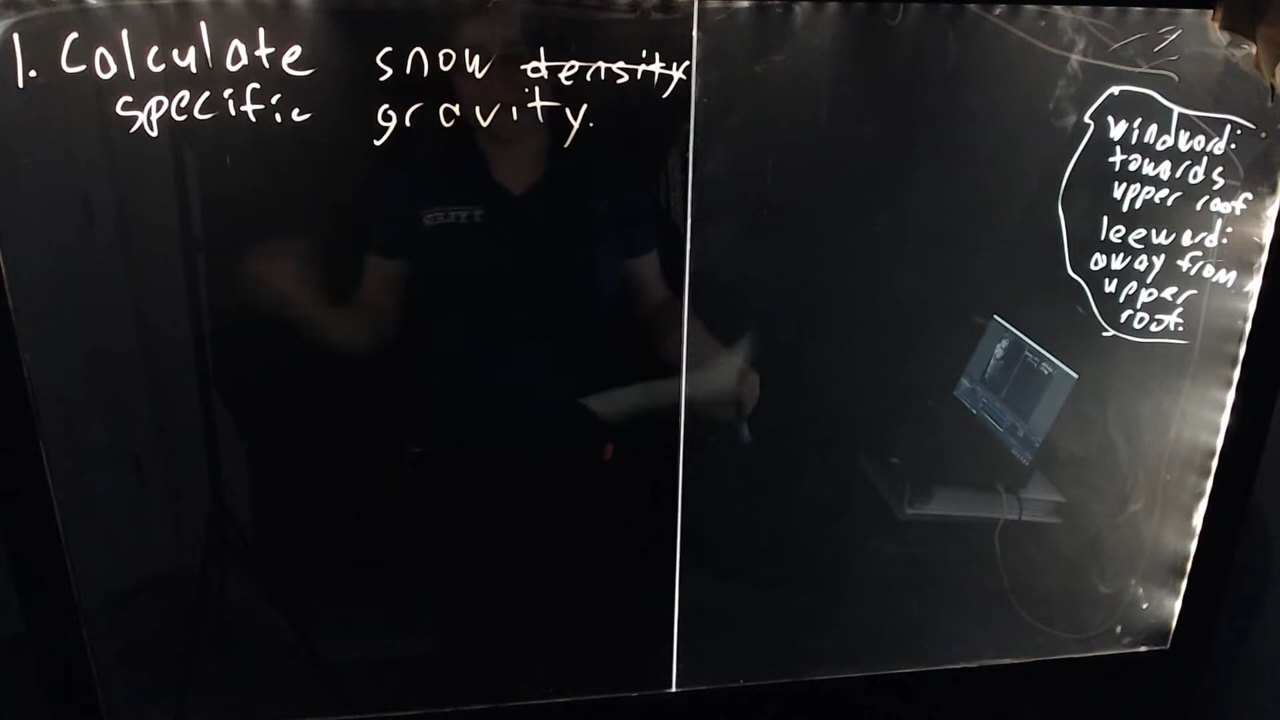 1. Calculate snow density
specific gravity.
windward:
towards
upper roof
leeward:
away from
upper
roof.